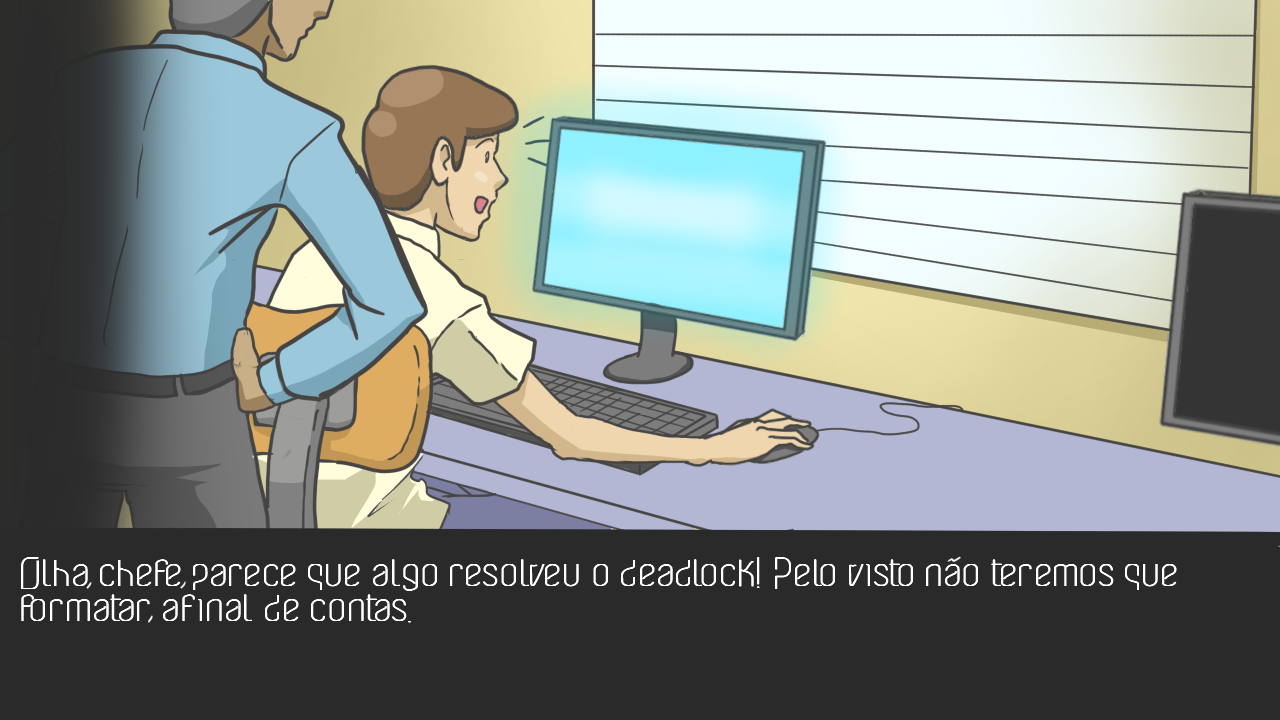 Olha, chefe, parece que algo resolveu o deadlock! Pelo visto não teremos que
formatar, afinal de contas.